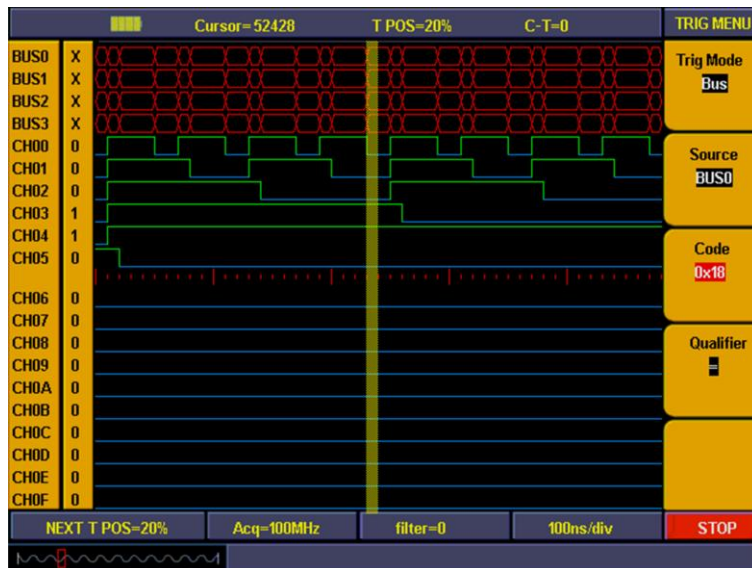 Cursor=52428 T POS=20% C-T=0 TRIG MENU
BUS0 X
BUS1 X
BUS2 X
BUS3 X
CH00 0
CH01 0
CH02 0
CH03 1
CH04 1
CH05 0
CH06 0
CH07 0
CH08 0
CH09 0
CH0A 0
CH0B 0
CH0C 0
CH0D 0
CH0E 0
CH0F 0
Trig Mode
Bus
Source
BUS0
Code
0x18
Qualifier
=
NEXT T POS=20% Acq=100MHz filter=0 100ns/div STOP